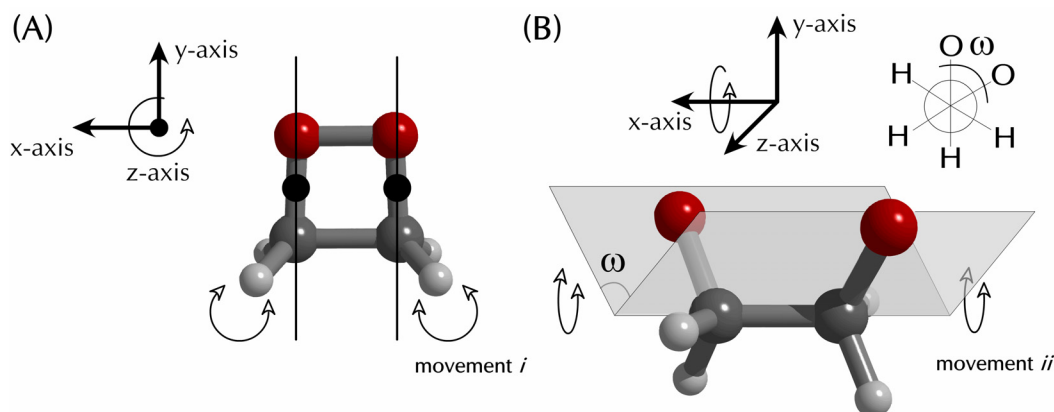 (A)
y-axis
x-axis
z-axis
movement i
(B)
y-axis
x-axis
z-axis
O ω
H O
H H
H
ω
movement ii